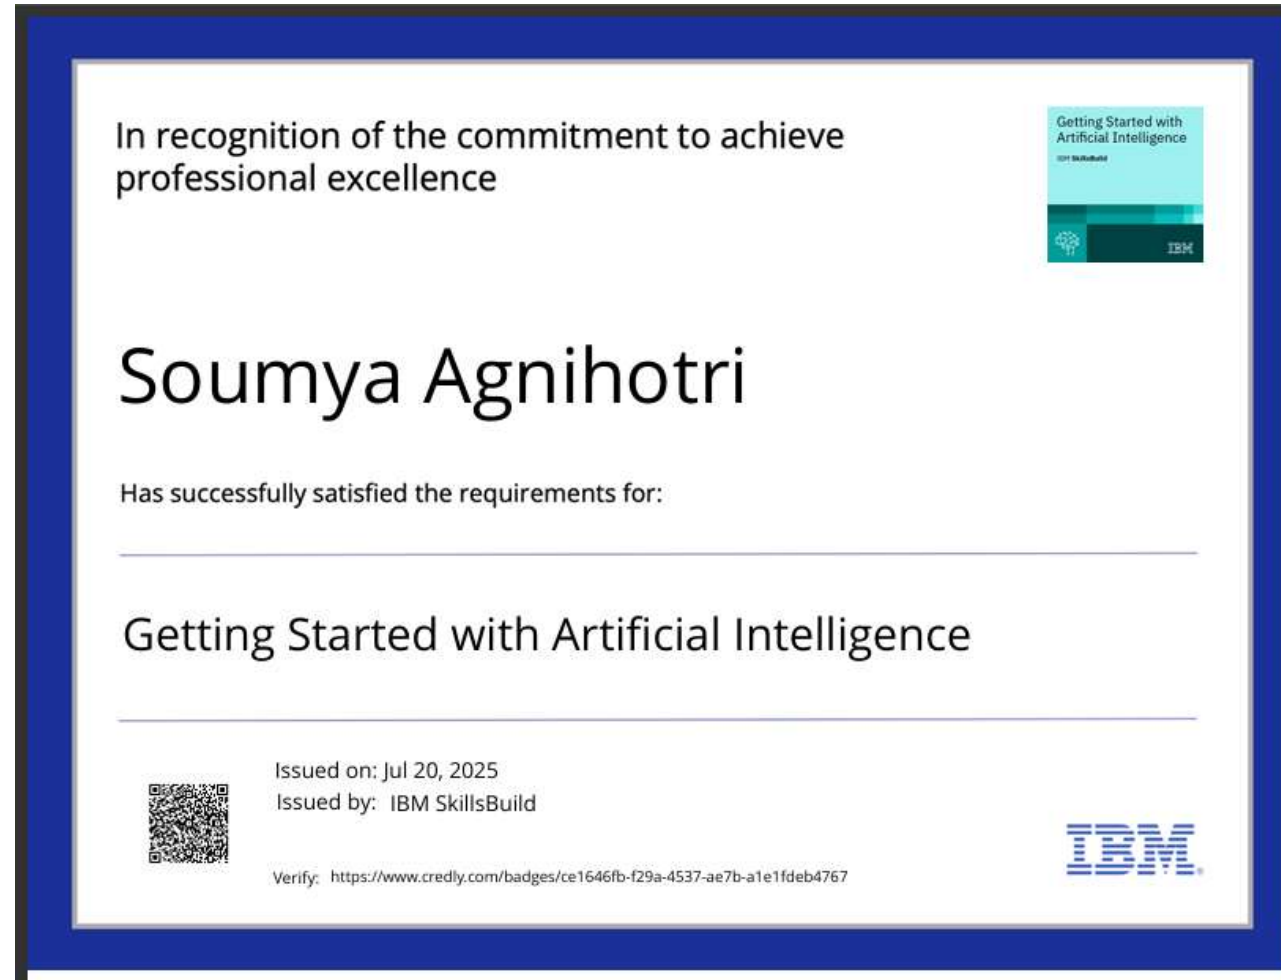 In recognition of the commitment to achieve
professional excellence
Getting Started with
Artificial Intelligence
IBM SkillsBuild
IBM
Soumya Agnihotri
Has successfully satisfied the requirements for:
Getting Started with Artificial Intelligence
Issued on: Jul 20, 2025
Issued by: IBM SkillsBuild
Verify: https://www.credly.com/badges/ce1646fb-f29a-4537-ae7b-a1e1fdeb4767
IBM